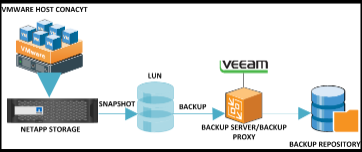 VMWARE HOST CONACYT
VMware
veeam
LUN
SNAPSHOT
BACKUP
NETAPP STORAGE
BACKUP SERVER/BACKUP
PROXY
BACKUP REPOSITORY